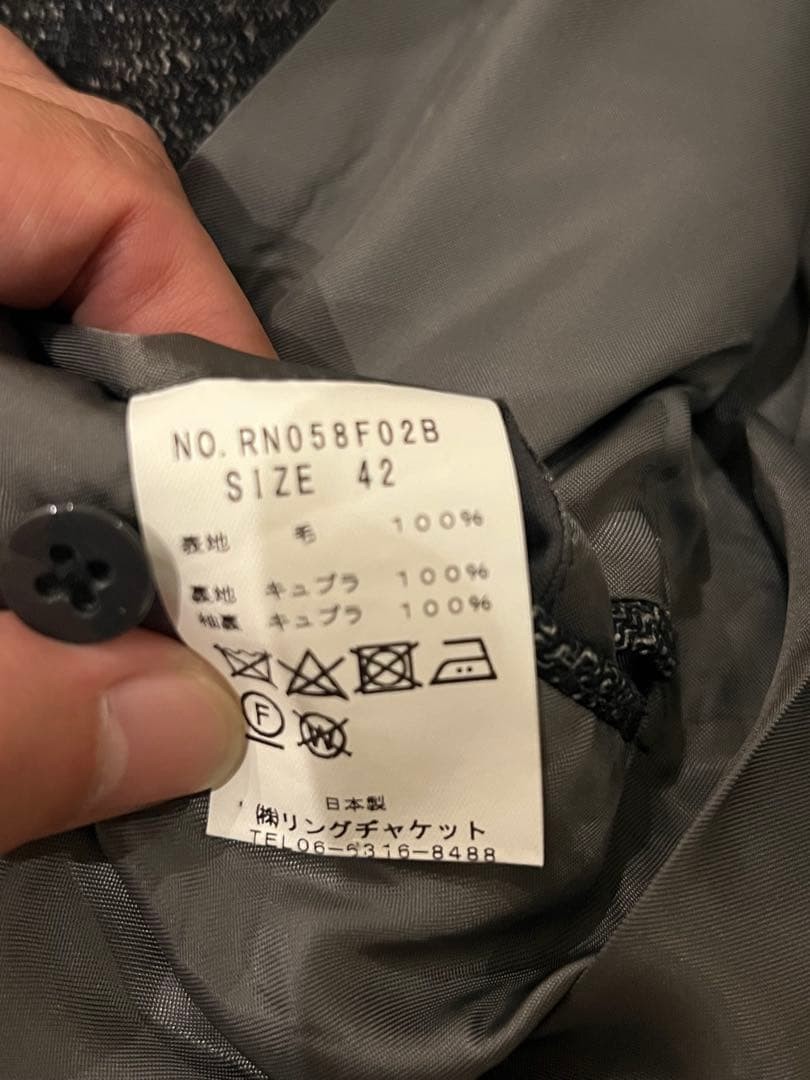 NO. RN058F02B
SIZE 42
表地 毛 100%
裏地 キュプラ 100%
袖裏 キュプラ 100%
F
W
日本製
㈱リングヂャケット
TEL06-6316-8488